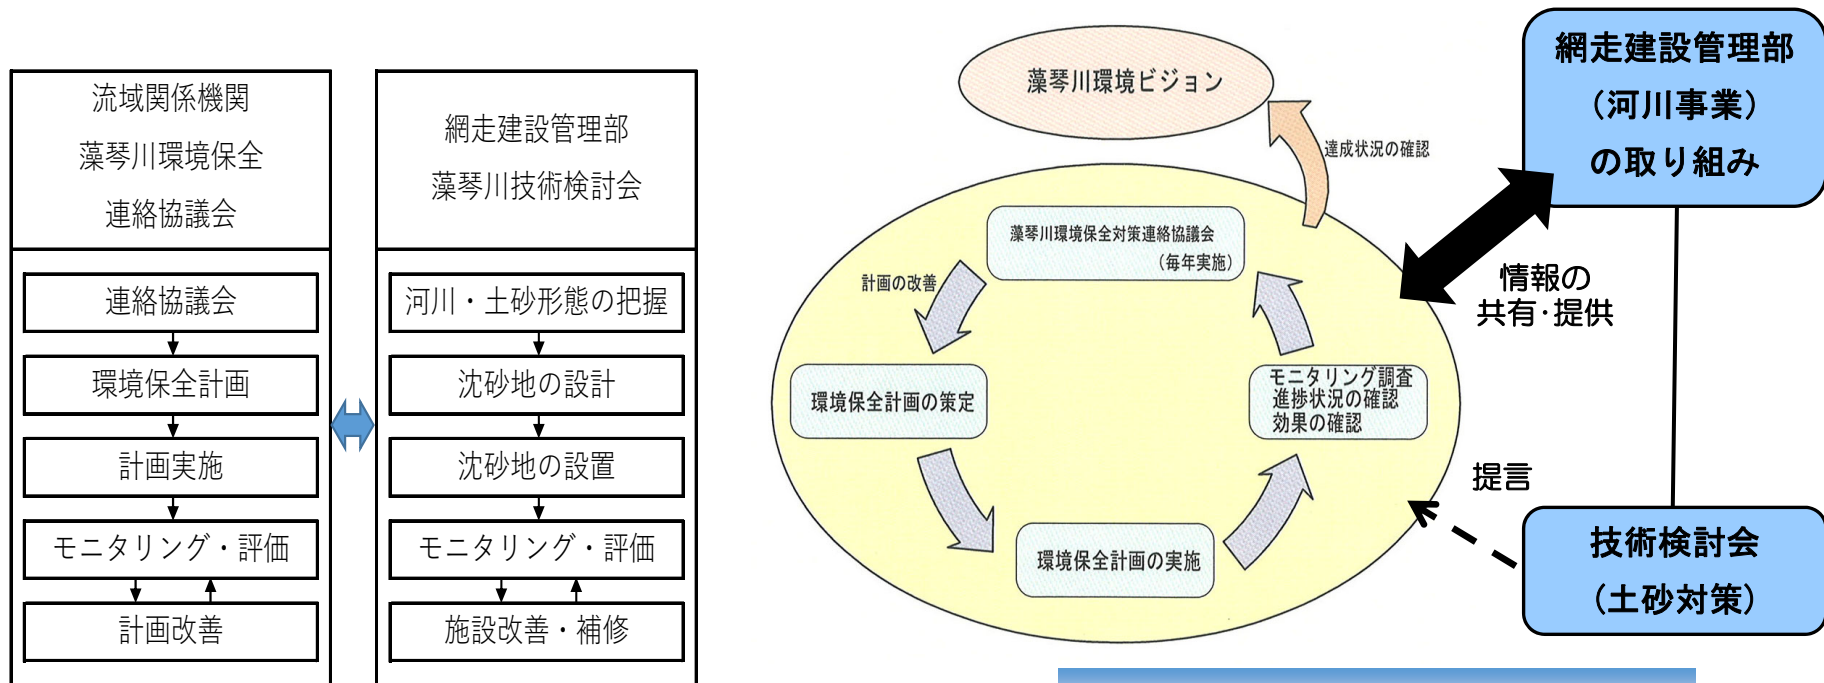 流域関係機関
藻琴川環境保全
連絡協議会
連絡協議会
環境保全計画
計画実施
モニタリング・評価
計画改善
網走建設管理部
藻琴川技術検討会
河川・土砂形態の把握
沈砂地の設計
沈砂地の設置
モニタリング・評価
施設改善・補修
藻琴川環境ビジョン
達成状況の確認
藻琴川環境保全対策連絡協議会
（毎年実施）
計画の改善
環境保全計画の策定
環境保全計画の実施
モニタリング調査
進捗状況の確認
効果の確認
網走建設管理部
（河川事業）
の取り組み
情報の
共有・提供
提言
技術検討会
（土砂対策）